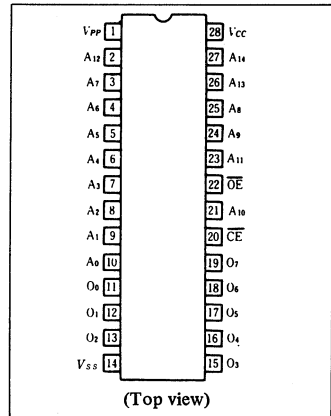 VPP 1 28 VCC
A12 2 27 A14
A7 3 26 A13
A6 4 25 A8
A5 5 24 A9
A4 6 23 A11
A3 7 22 OE
A2 8 21 A10
A1 9 20 CE
A0 10 19 O7
O0 11 18 O6
O1 12 17 O5
O2 13 16 O4
VSS 14 15 O3
(Top view)